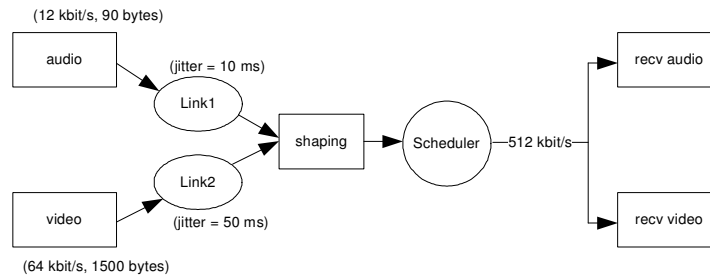 (12 kbit/s, 90 bytes)
audio
(jitter = 10 ms)
Link1
recv audio
shaping
Scheduler
512 kbit/s
Link2
video
(jitter = 50 ms)
recv video
(64 kbit/s, 1500 bytes)